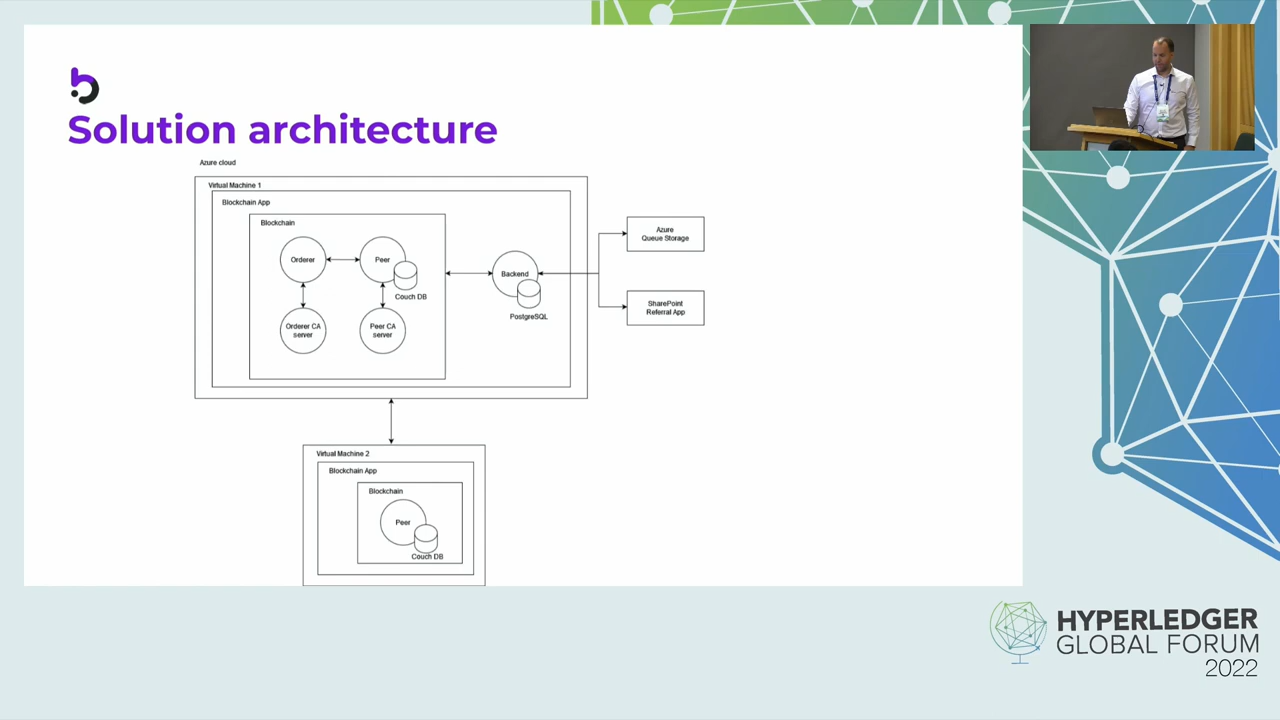 Solution architecture
Azure cloud
Virtual Machine 1
Blockchain App
Blockchain
Orderer
Peer
Couch DB
Orderer CA
server
Peer CA
server
Backend
PostgreSQL
Azure
Queue Storage
SharePoint
Referral App
Virtual Machine 2
Blockchain App
Blockchain
Peer
Couch DB
HYPERLEDGER
GLOBAL FORUM
2022